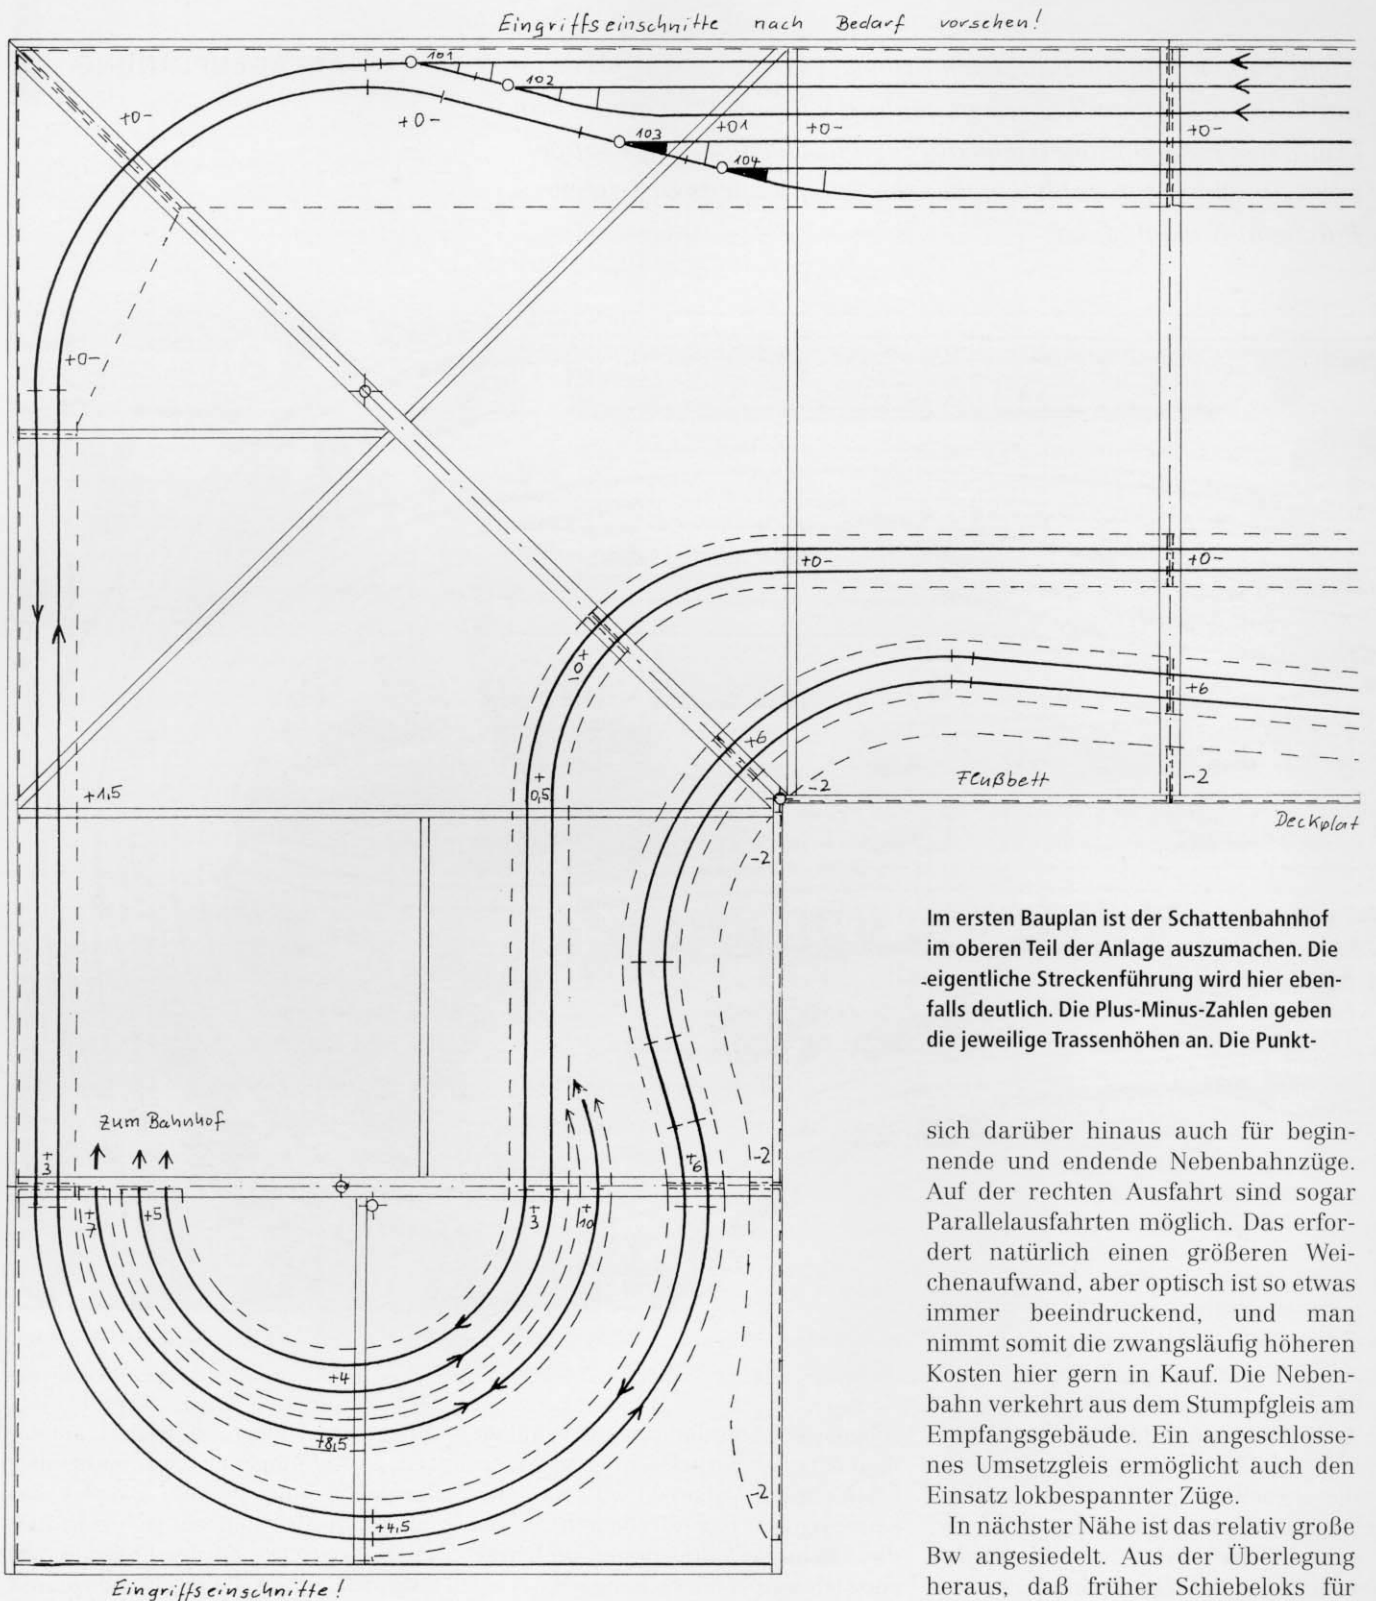 Eingriffseinschnitte nach Bedarf vorsehen!
101
102
+0-
+0-
103
+01
+0-
+0-
104
+0-
+0-
+0-
+0-
+6
+6
+1,5
+0,5
-2
Flußbett
-2
Deckplat
-2
Im ersten Bauplan ist der Schattenbahnhof
im oberen Teil der Anlage auszumachen. Die
eigentliche Streckenführung wird hier eben-
falls deutlich. Die Plus-Minus-Zahlen geben
die jeweilige Trassenhöhen an. Die Punkt-
Zum Bahnhof
+3
+6
-2
+7
+5
+3
+10
+4
+8,5
+4,5
-2
Eingriffseinschnitte!
sich darüber hinaus auch für begin-
nende und endende Nebenbahnzüge.
Auf der rechten Ausfahrt sind sogar
Parallelausfahrten möglich. Das erfor-
dert natürlich einen größeren Wei-
chenaufwand, aber optisch ist so etwas
immer beeindruckend, und man
nimmt somit die zwangsläufig höheren
Kosten hier gern in Kauf. Die Neben-
bahn verkehrt aus dem Stumpfgleis am
Empfangsgebäude. Ein angeschlosse-
nes Umsetzgleis ermöglicht auch den
Einsatz lokbespannter Züge.
In nächster Nähe ist das relativ große
Bw angesiedelt. Aus der Überlegung
heraus, daß früher Schiebeloks für